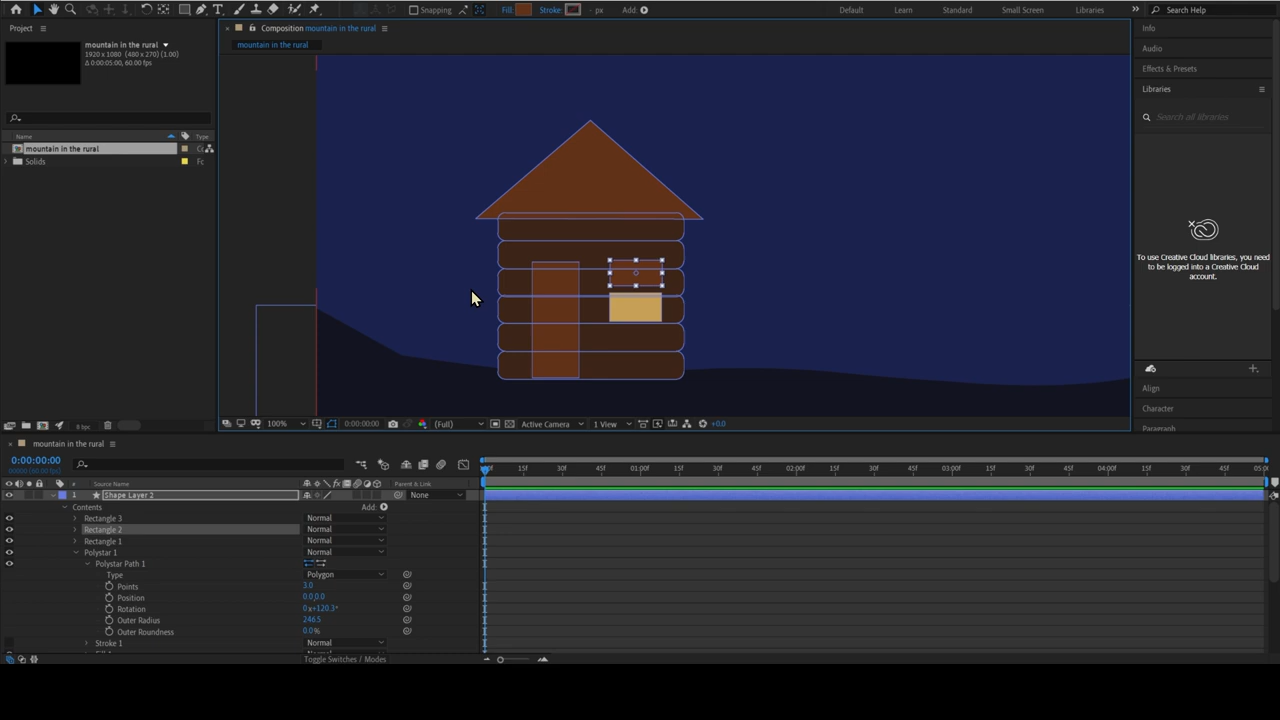 Snapping
Fill:
Stroke:
px
Add:
Default
Learn
Standard
Small Screen
Libraries
Search Help
Project
Composition mountain in the rural
mountain in the rural
mountain in the rural
1920 x 1080 (480 x 270) (1.00)
Δ 0:00:05:00, 60.00 fps
Name
Type
mountain in the rural
Solids
Info
Audio
Effects & Presets
Libraries
Search all libraries
To use Creative Cloud libraries, you need to be logged into a Creative Cloud account.
Align
Character
Paragraph
8 bpc
100%
0:00:00:00
(Full)
Active Camera
1 View
+0.0
mountain in the rural
0:00:00:00
00000 (60.00 fps)
15f
30f
45f
01:00f
15f
30f
45f
02:00f
15f
30f
45f
03:00f
15f
30f
45f
04:00f
15f
30f
45f
#
Source Name
Parent & Link
1
Shape Layer 2
None
Contents
Add:
Rectangle 3
Normal
Rectangle 2
Normal
Rectangle 1
Normal
Polystar 1
Normal
Polystar Path 1
Type
Polygon
Points
3.0
Position
0.0,0.0
Rotation
0x+120.3°
Outer Radius
246.5
Outer Roundness
0.0%
Stroke 1
Normal
Toggle Switches / Modes